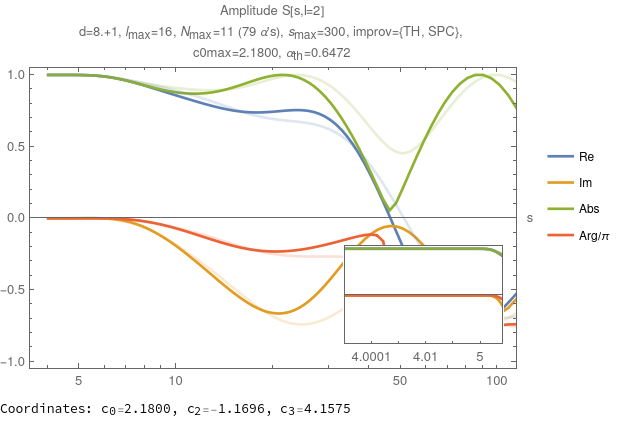 Amplitude S[s,l=2]
d=8.+1, lmax=16, Nmax=11 (79 α's), smax=300, improv={TH, SPC},
c0max=2.1800, αth=0.6472
1.0
0.5
0.0
-0.5
-1.0
s
Re
Im
Abs
Arg/π
4.0001 4.01 5
5 10 50 100
Coordinates: c0=2.1800, c2=-1.1696, c3=4.1575